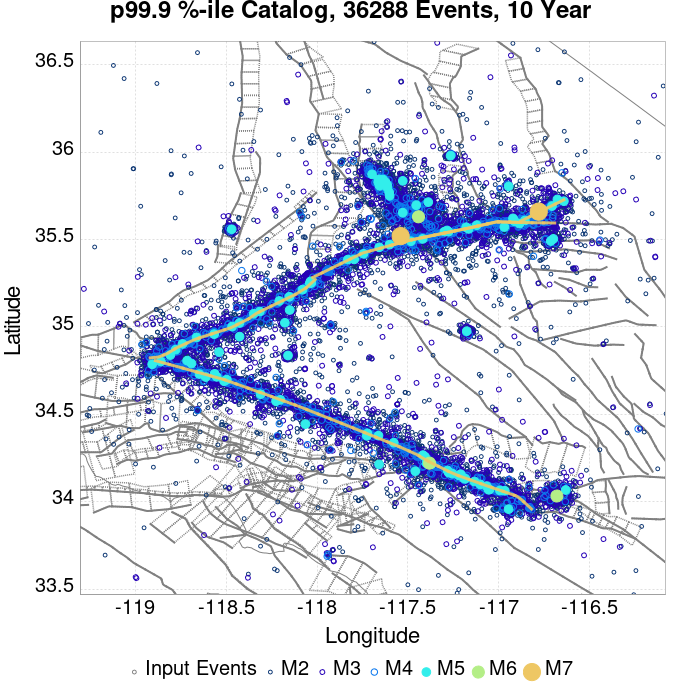 p99.9 %-ile Catalog, 36288 Events, 10 Year
36.5
36
35.5
35
34.5
34
33.5
Latitude
-119 -118.5 -118 -117.5 -117 -116.5
Longitude
Input Events M2 M3 M4 M5 M6 M7